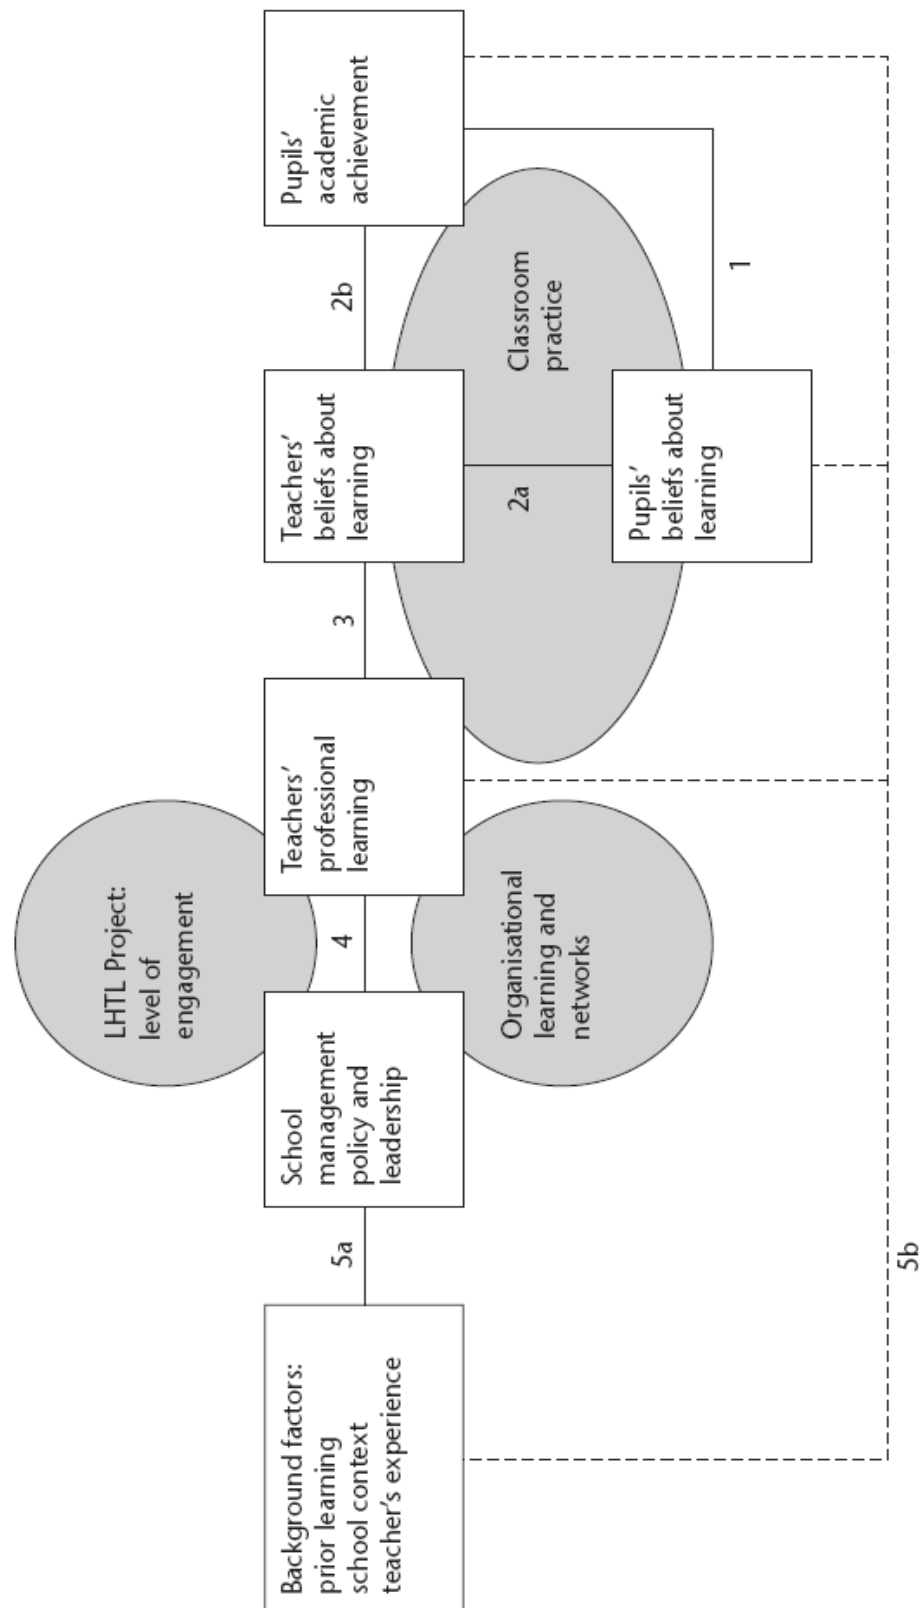 LHTL Project:
level of
engagement
Background factors:
prior learning
school context
teacher's experience
5a
School
management
policy and
leadership
4
Teachers'
professional
learning
3
Teachers'
beliefs about
learning
2b
Pupils'
academic
achievement
Organisational
learning and
networks
2a
Classroom
practice
Pupils'
beliefs about
learning
1
5b